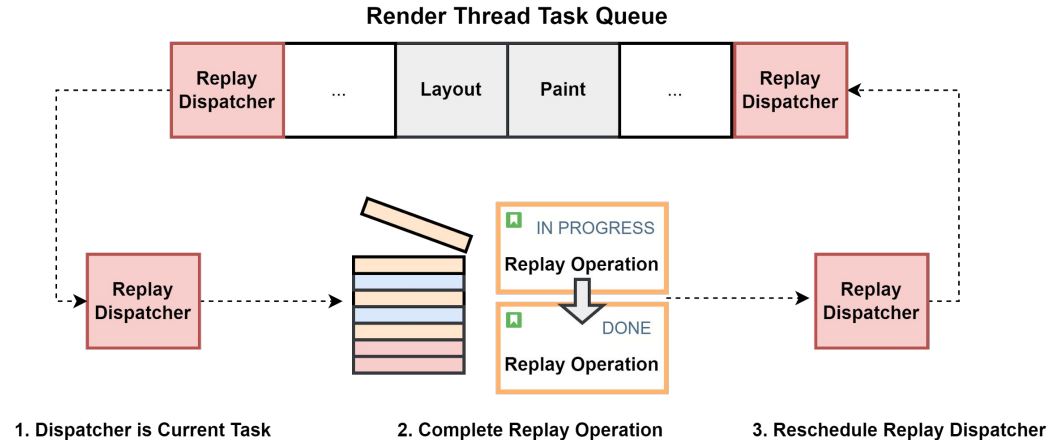 Render Thread Task Queue
Replay
Dispatcher
...
Layout
Paint
...
Replay
Dispatcher
Replay
Dispatcher
IN PROGRESS
Replay Operation
DONE
Replay Operation
Replay
Dispatcher
1. Dispatcher is Current Task
2. Complete Replay Operation
3. Reschedule Replay Dispatcher